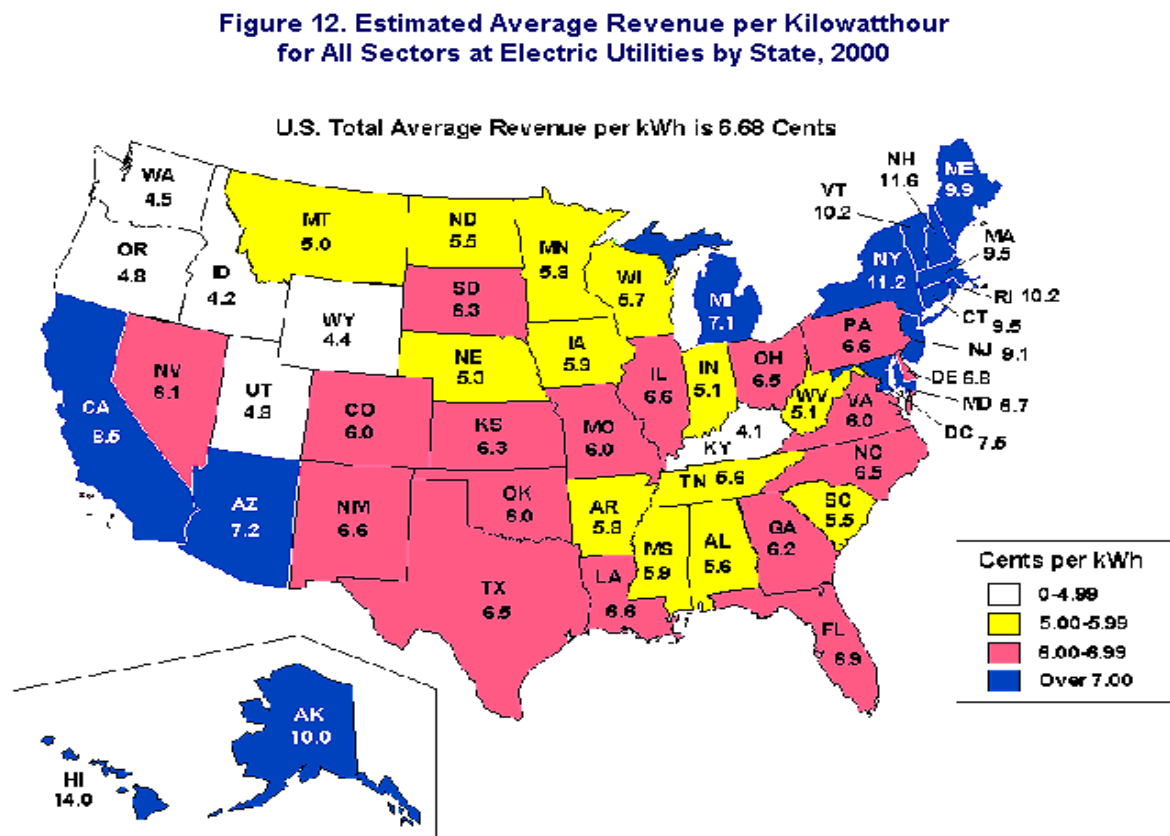 Figure 12. Estimated Average Revenue per Kilowatthour
for All Sectors at Electric Utilities by State, 2000
U.S. Total Average Revenue per kWh is 6.68 Cents
WA
4.5
OR
4.8
ID
4.2
MT
5.0
WY
4.4
ND
5.5
SD
6.3
NE
5.3
MN
5.8
IA
5.9
WI
5.7
MI
7.1
NV
6.1
UT
4.8
CA
8.5
AZ
7.2
CO
6.0
NM
6.6
KS
6.3
OK
6.0
TX
6.5
MO
6.0
AR
5.8
LA
6.6
IL
6.6
IN
5.1
OH
6.5
4.1
KY
TN 5.6
MS
5.9
AL
5.6
GA
6.2
FL
6.9
SC
5.5
NC
6.5
VA
6.0
WV
5.1
PA
6.6
NY
11.2
VT
10.2
NH
11.6
ME
9.9
MA
9.5
RI 10.2
CT
9.5
NJ 9.1
DE 6.8
MD 6.7
DC 7.5
AK
10.0
HI
14.0
Cents per kWh
0-4.99
5.00-5.99
6.00-6.99
Over 7.00